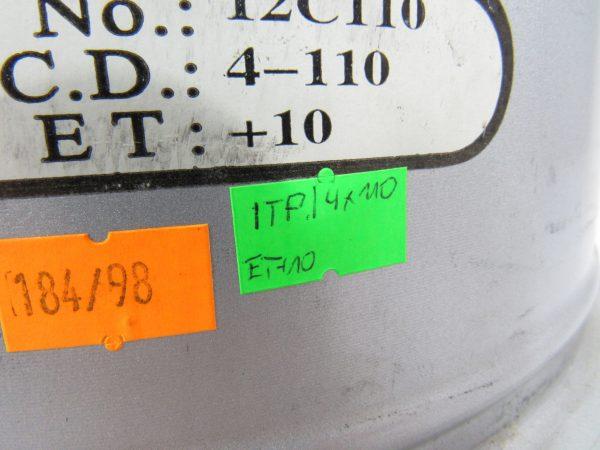 No.: 12C110
C.D.: 4-110
ET: +10
ITP./4x110
ET+10
184/98